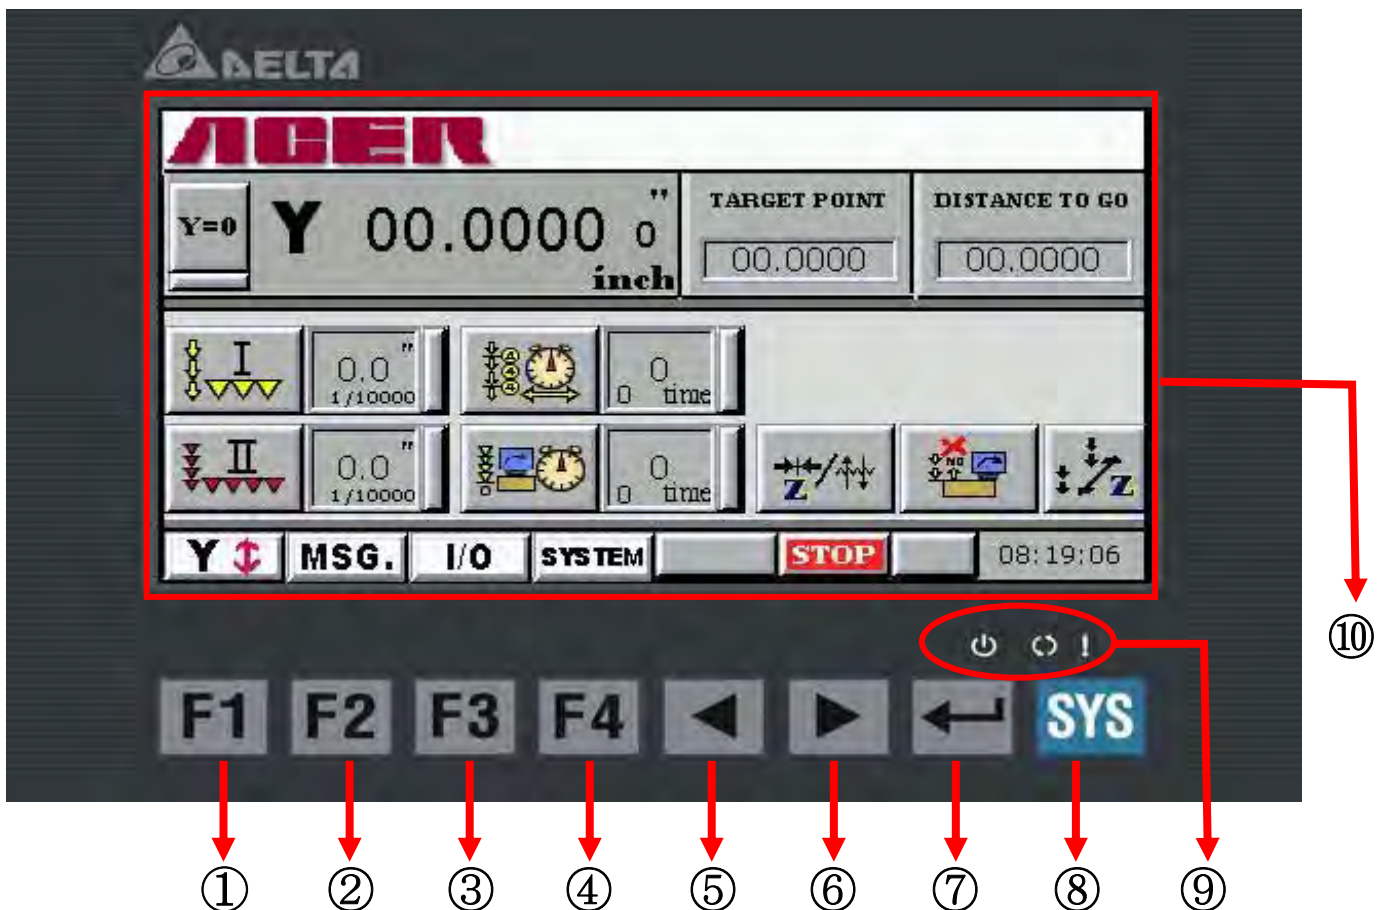 DELTA
ACER
Y=0
Y 00.0000 " 0
inch
TARGET POINT
00.0000
DISTANCE TO GO
00.0000
I
0.0 "
1/10000
A
A
A
0
0 time
II
0.0 "
1/10000
0
0 time
Z
NO
Z
Y MSG. I/O SYSTEM STOP 08:19:06
⑩
F1 F2 F3 F4 SYS
① ② ③ ④ ⑤ ⑥ ⑦ ⑧ ⑨